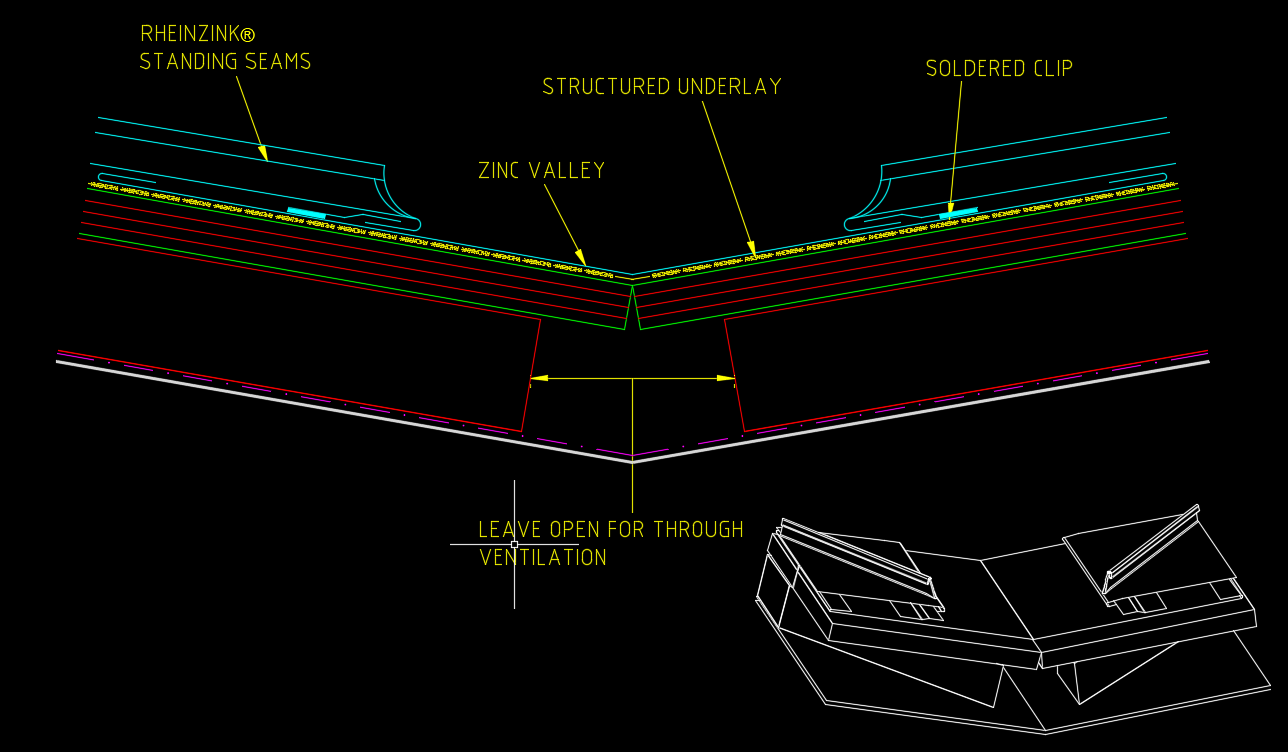 RHEINZINK®
STANDING SEAMS
STRUCTURED UNDERLAY
SOLDERED CLIP
ZINC VALLEY
LEAVE OPEN FOR THROUGH
VENTILATION